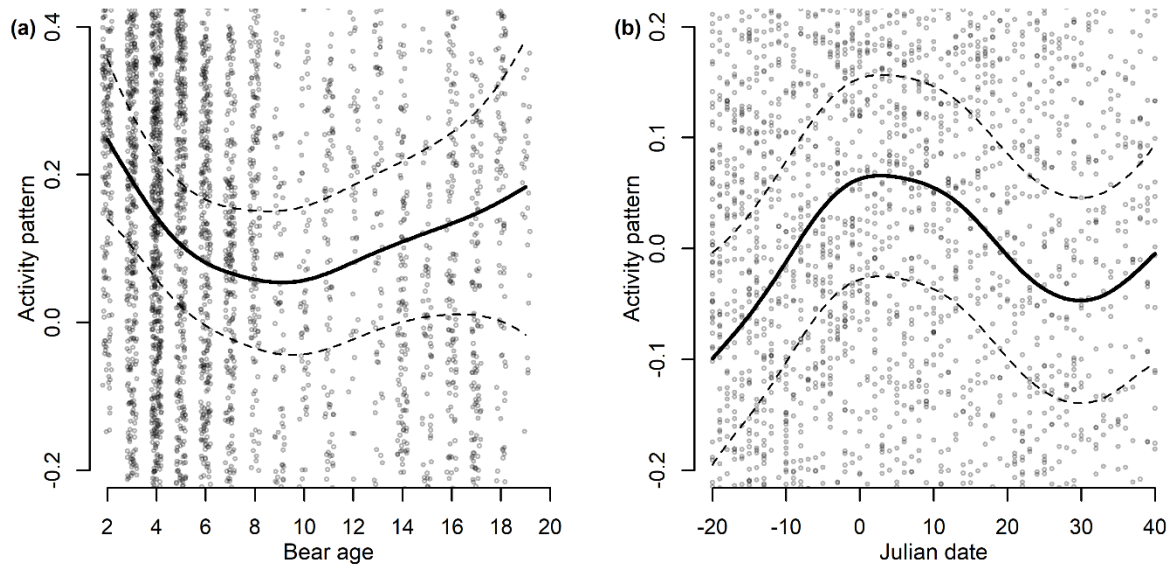 (a)
0.4
0.2
0.0
-0.2
Activity pattern
2 4 6 8 10 12 14 16 18 20
Bear age
(b)
0.2
0.1
0.0
-0.1
-0.2
Activity pattern
-20 -10 0 10 20 30 40
Julian date